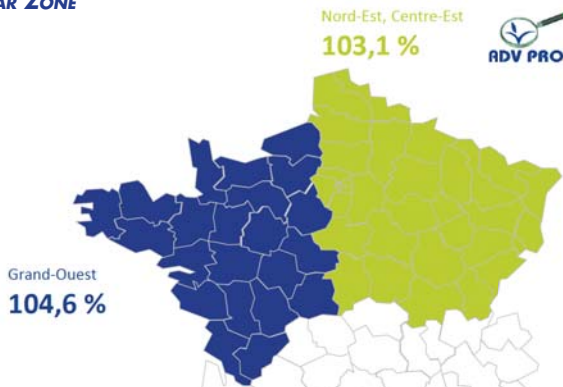 AR ZONE
Nord-Est, Centre-Est
103,1 %
ADV PRO
Grand-Ouest
104,6 %